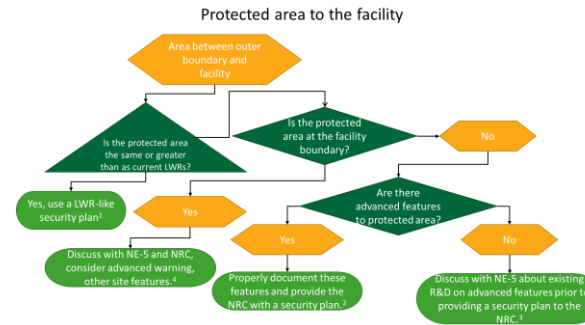 Protected area to the facility
Area between outer
boundary and
facility
Is the protected area
the same or greater
than as current LWRs?
Is the protected
area at the facility
boundary?
No
Yes, use a LWR-like
security plan1
Yes
Are there
advanced features
to protected area?
Discuss with NE-5 and NRC,
consider advanced warning,
other site features.4
Yes
No
Properly document these
features and provide the
NRC with a security plan.2
Discuss with NE-5 about existing
R&D on advanced features prior to
providing a security plan to the
NRC.3